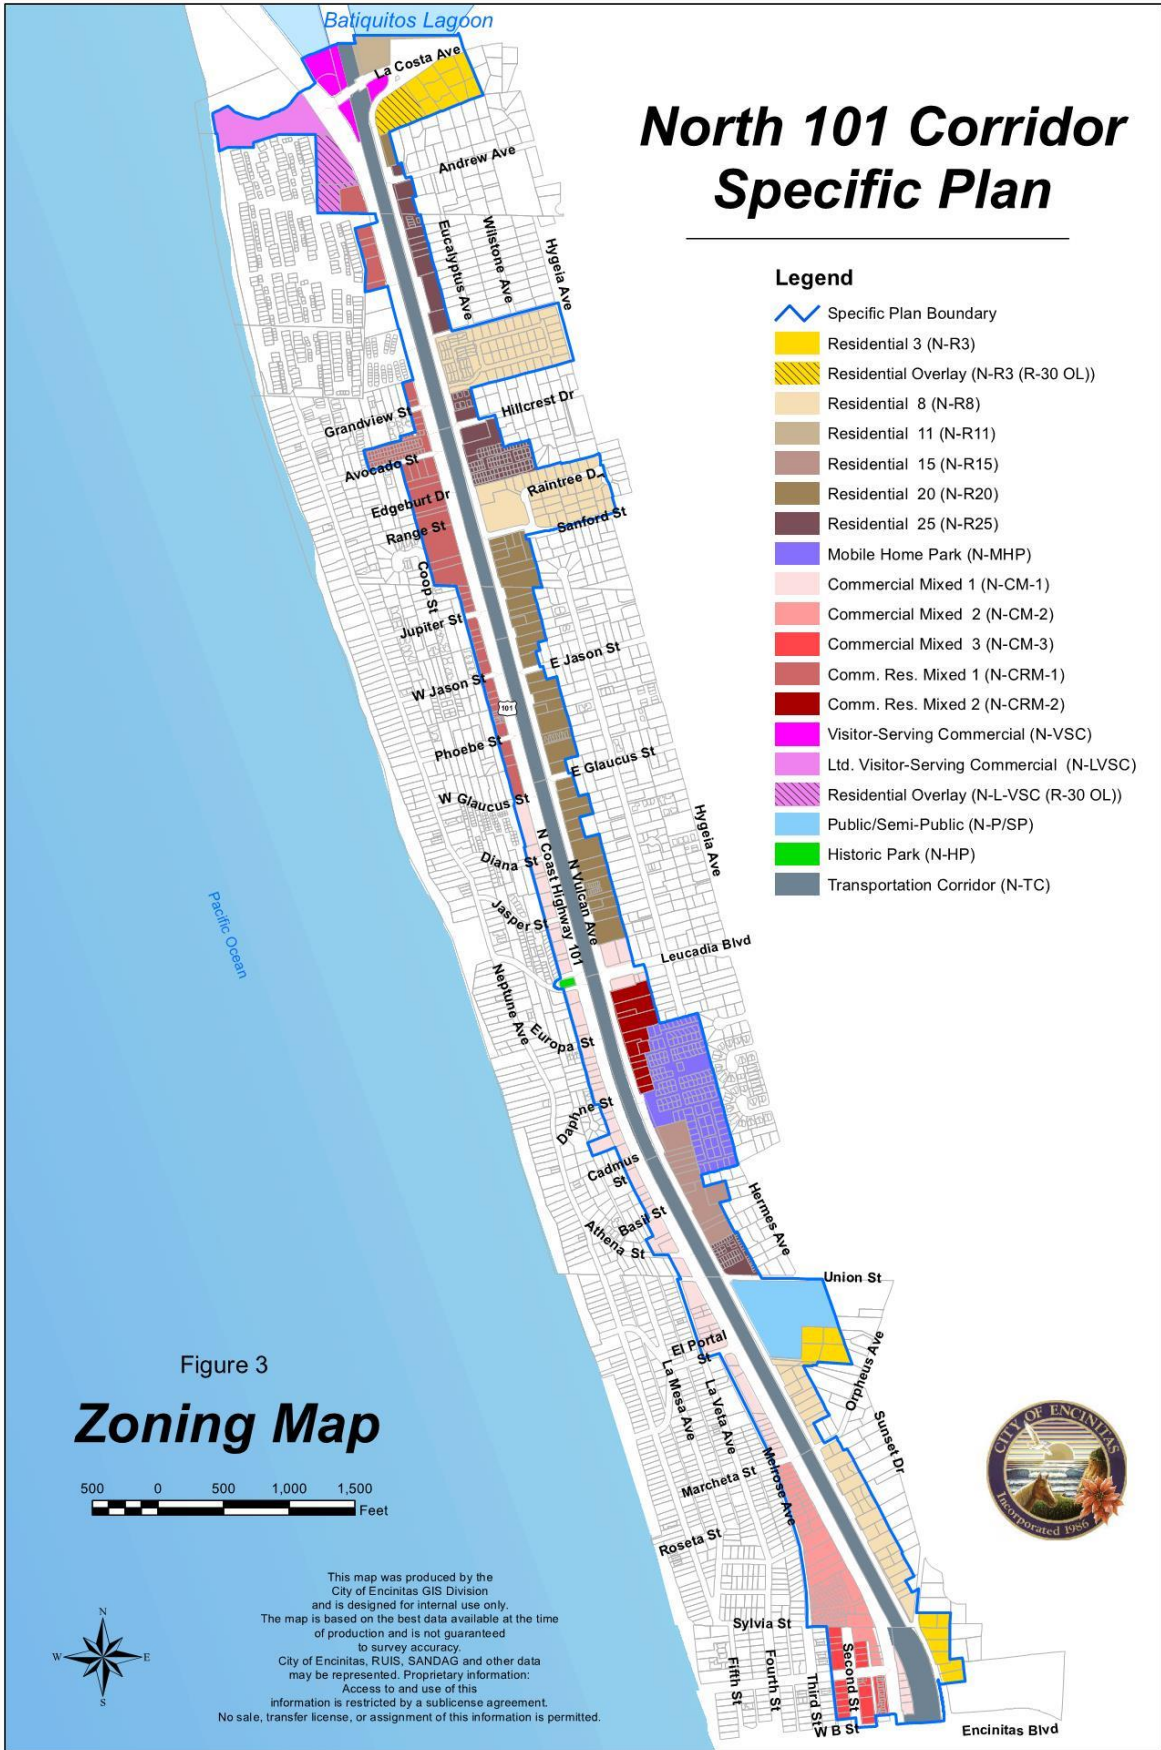 Batiquitos Lagoon
La Costa Ave
North 101 Corridor
Specific Plan
Andrew Ave
Eucalyptus Ave
Wilstone Ave
Hygeia Ave
Legend
Specific Plan Boundary
Residential 3 (N-R3)
Residential Overlay (N-R3 (R-30 OL))
Residential 8 (N-R8)
Residential 11 (N-R11)
Residential 15 (N-R15)
Residential 20 (N-R20)
Residential 25 (N-R25)
Mobile Home Park (N-MHP)
Commercial Mixed 1 (N-CM-1)
Commercial Mixed 2 (N-CM-2)
Commercial Mixed 3 (N-CM-3)
Comm. Res. Mixed 1 (N-CRM-1)
Comm. Res. Mixed 2 (N-CRM-2)
Visitor-Serving Commercial (N-VSC)
Ltd. Visitor-Serving Commercial (N-LVSC)
Residential Overlay (N-L-VSC (R-30 OL))
Public/Semi-Public (N-P/SP)
Historic Park (N-HP)
Transportation Corridor (N-TC)
Hillcrest Dr
Grandview St
Avocado St
Raintree D
Edgeburt Dr
Sanford St
Range St
Coop St
Jupiter St
E Jason St
W Jason St
101
Phoebe St
E Glaucus St
W Glaucus St
Hygeia Ave
Diana St
N Coast Highway 101
N Vulcan Ave
Jasper St
Pacific Ocean
Leucadia Blvd
Neptune Ave
Europa St
Daphne St
Cadmus
St
Hermes Ave
Basil St
Athena St
Union St
El Portal
St
Orpheus Ave
La Mesa Ave
La Veta Ave
Sunset Dr
Melrose Ave
Marcheta St
Roseta St
Figure 3
Zoning Map
500 0 500 1,000 1,500
Feet
CITY OF ENCINITAS
Incorporated 1986
This map was produced by the
City of Encinitas GIS Division
and is designed for internal use only.
The map is based on the best data available at the time
of production and is not guaranteed
to survey accuracy.
City of Encinitas, RUIS, SANDAG and other data
may be represented. Proprietary information:
Access to and use of this
information is restricted by a sublicense agreement.
No sale, transfer license, or assignment of this information is permitted.
N
W E
S
Sylvia St
Fifth St
Fourth St
Third St
Second St
W B St
Encinitas Blvd